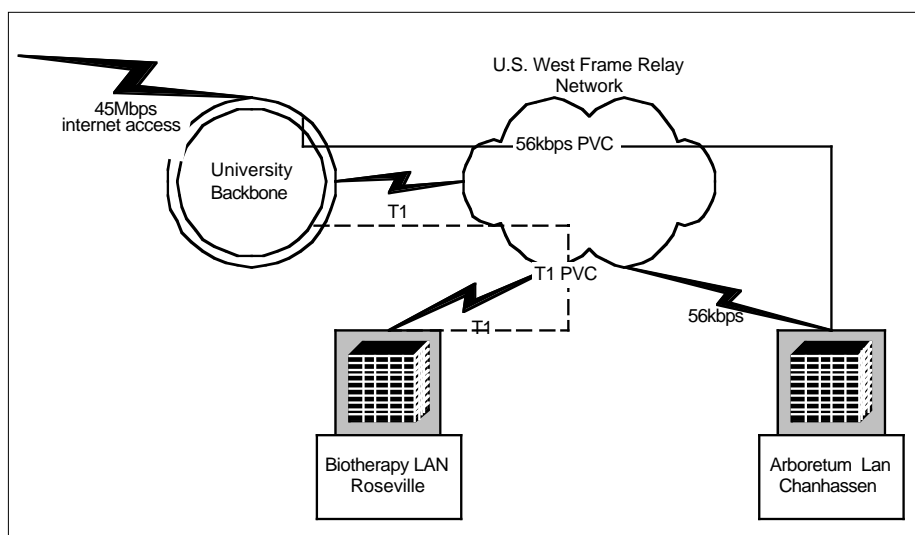 U.S. West Frame Relay
Network
45Mbps
internet access
56kbps PVC
University
Backbone
T1
T1 PVC
T1
56kbps
Biotherapy LAN
Roseville
Arboretum Lan
Chanhassen